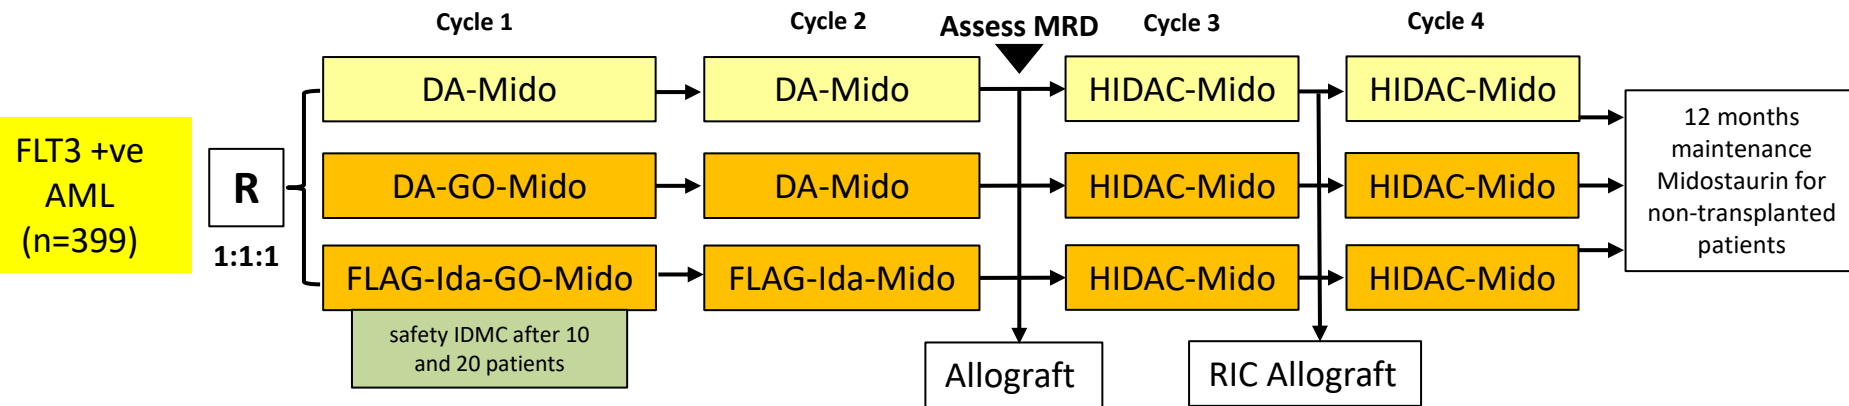 Cycle 1
Cycle 2
Assess MRD
Cycle 3
Cycle 4
FLT3 +ve
AML
(n=399)
R
1:1:1
DA-Mido
DA-Mido
HIDAC-Mido
HIDAC-Mido
DA-GO-Mido
DA-Mido
HIDAC-Mido
HIDAC-Mido
FLAG-Ida-GO-Mido
FLAG-Ida-Mido
HIDAC-Mido
HIDAC-Mido
safety IDMC after 10
and 20 patients
Allograft
RIC Allograft
12 months
maintenance
Midostaurin for
non-transplanted
patients